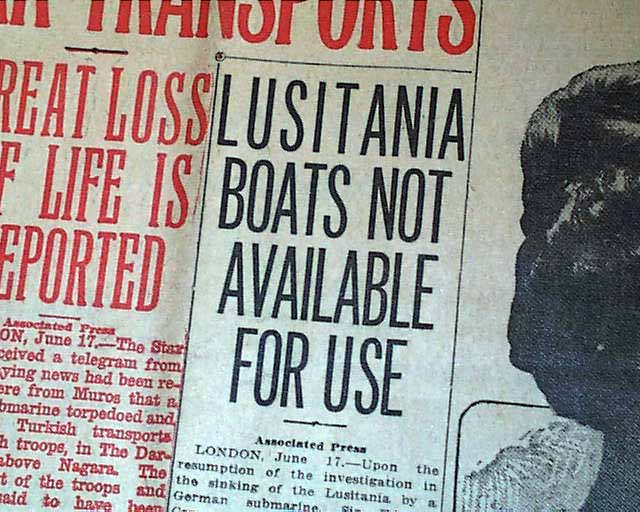 TRANSPORTS
REAT LOSS
F LIFE IS
EPORTED
Associated Press
ON, June 17.—The Star
ceived a telegram from
ying news had been re-
ere from Muros that a
bmarine torpedoed and
Turkish transports
h troops, in The Dar-
above Nagara. The
t of the troops and
said to have been
LUSITANIA
BOATS NOT
AVAILABLE
FOR USE
Associated Press
LONDON, June 17.—Upon the
resumption of the investigation in
the sinking of the Lusitania by a
German submarine,